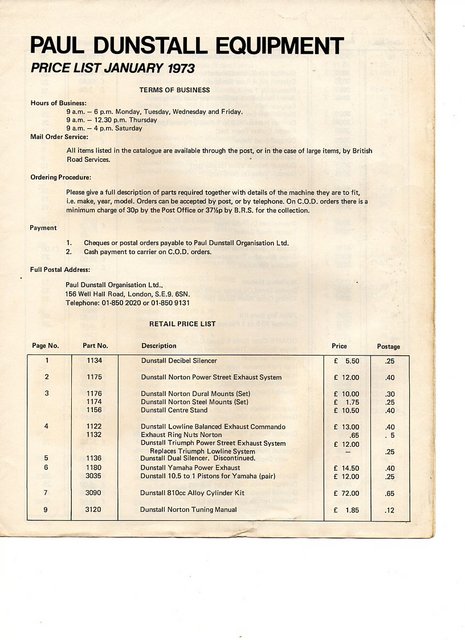 PAUL DUNSTALL EQUIPMENT
PRICE LIST JANUARY 1973
TERMS OF BUSINESS
Hours of Business:
9 a.m. — 6 p.m. Monday, Tuesday, Wednesday and Friday.
9 a.m. — 12.30 p.m. Thursday
9 a.m. — 4 p.m. Saturday
Mail Order Service:
All items listed in the catalogue are available through the post, or in the case of large items, by British
Road Services.
Ordering Procedure:
Please give a full description of parts required together with details of the machine they are to fit,
i.e. make, year, model. Orders can be accepted by post, or by telephone. On C.O.D. orders there is a
minimum charge of 30p by the Post Office or 37½p by B.R.S. for the collection.
Payment
1. Cheques or postal orders payable to Paul Dunstall Organisation Ltd.
2. Cash payment to carrier on C.O.D. orders.
Full Postal Address:
Paul Dunstall Organisation Ltd.,
156 Well Hall Road, London, S.E.9. 6SN.
Telephone: 01-850 2020 or 01-850 9131
RETAIL PRICE LIST
Page No. Part No. Description Price Postage
1 1134 Dunstall Decibel Silencer £ 5.50 .25
2 1175 Dunstall Norton Power Street Exhaust System £ 12.00 .40
3 1176 Dunstall Norton Dural Mounts (Set) £ 10.00 .30
1174 Dunstall Norton Steel Mounts (Set) £ 1.75 .25
1156 Dunstall Centre Stand £ 10.50 .40
4 1122 Dunstall Lowline Balanced Exhaust Commando £ 13.00 .40
1132 Exhaust Ring Nuts Norton .65 . 5
Dunstall Triumph Power Street Exhaust System £ 12.00
Replaces Triumph Lowline System — .25
5 1136 Dunstall Dual Silencer. Discontinued.
6 1180 Dunstall Yamaha Power Exhaust £ 14.50 .40
3035 Dunstall 10.5 to 1 Pistons for Yamaha (pair) £ 12.00 .25
7 3090 Dunstall 810cc Alloy Cylinder Kit £ 72.00 .65
9 3120 Dunstall Norton Tuning Manual £ 1.85 .12